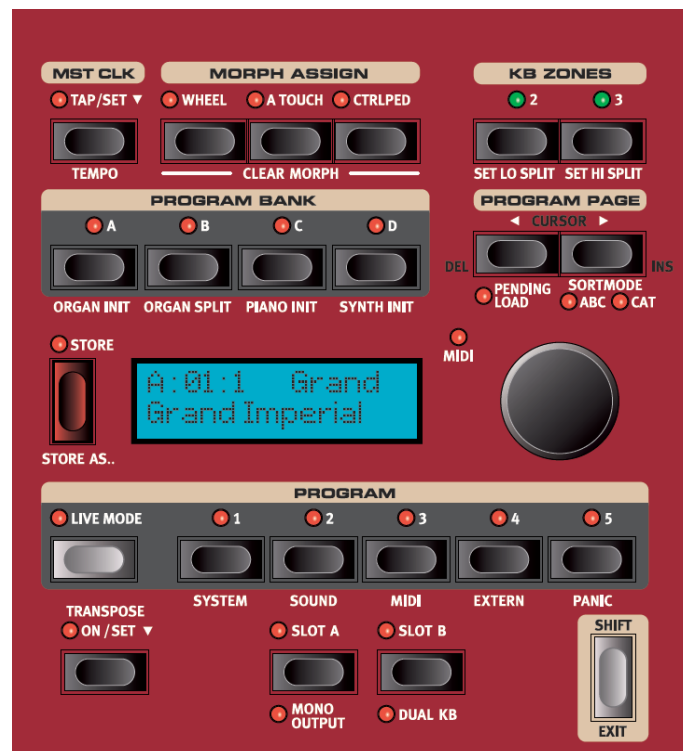 MST CLK
MORPH ASSIGN
KB ZONES
TAP/SET ▼
WHEEL
A TOUCH
CTRLPED
2
3
TEMPO
CLEAR MORPH
SET LO SPLIT
SET HI SPLIT
PROGRAM BANK
PROGRAM PAGE
A
B
C
D
◄ CURSOR ►
DEL
INS
ORGAN INIT
ORGAN SPLIT
PIANO INIT
SYNTH INIT
PENDING
LOAD
SORTMODE
ABC
CAT
STORE
MIDI
A:01:1 Grand
Grand Imperial
STORE AS..
PROGRAM
LIVE MODE
1
2
3
4
5
SYSTEM
SOUND
MIDI
EXTERN
PANIC
TRANSPOSE
ON/SET ▼
SLOT A
SLOT B
SHIFT
MONO
OUTPUT
DUAL KB
EXIT